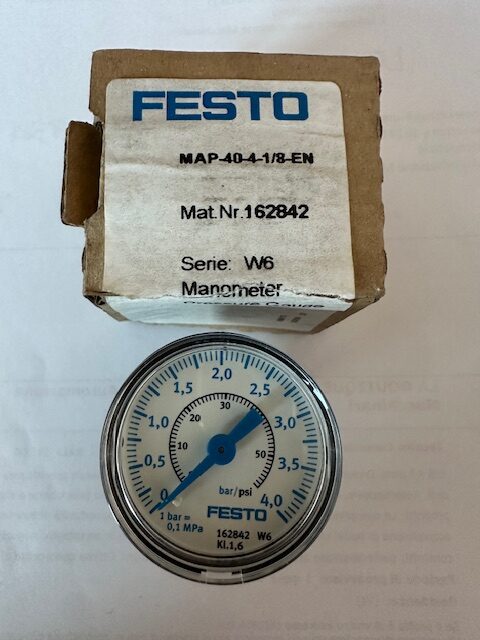 FESTO
MAP-40-4-1/8-EN
Mat.Nr.162842
Serie: W6
Manometer
Pressure Gauge
2,0
1,5
2,5
1,0
3,0
0,5
3,5
0
4,0
30
20
10
50
bar/psi
1 bar =
0,1 MPa
FESTO
162842 W6
Kl.1,6